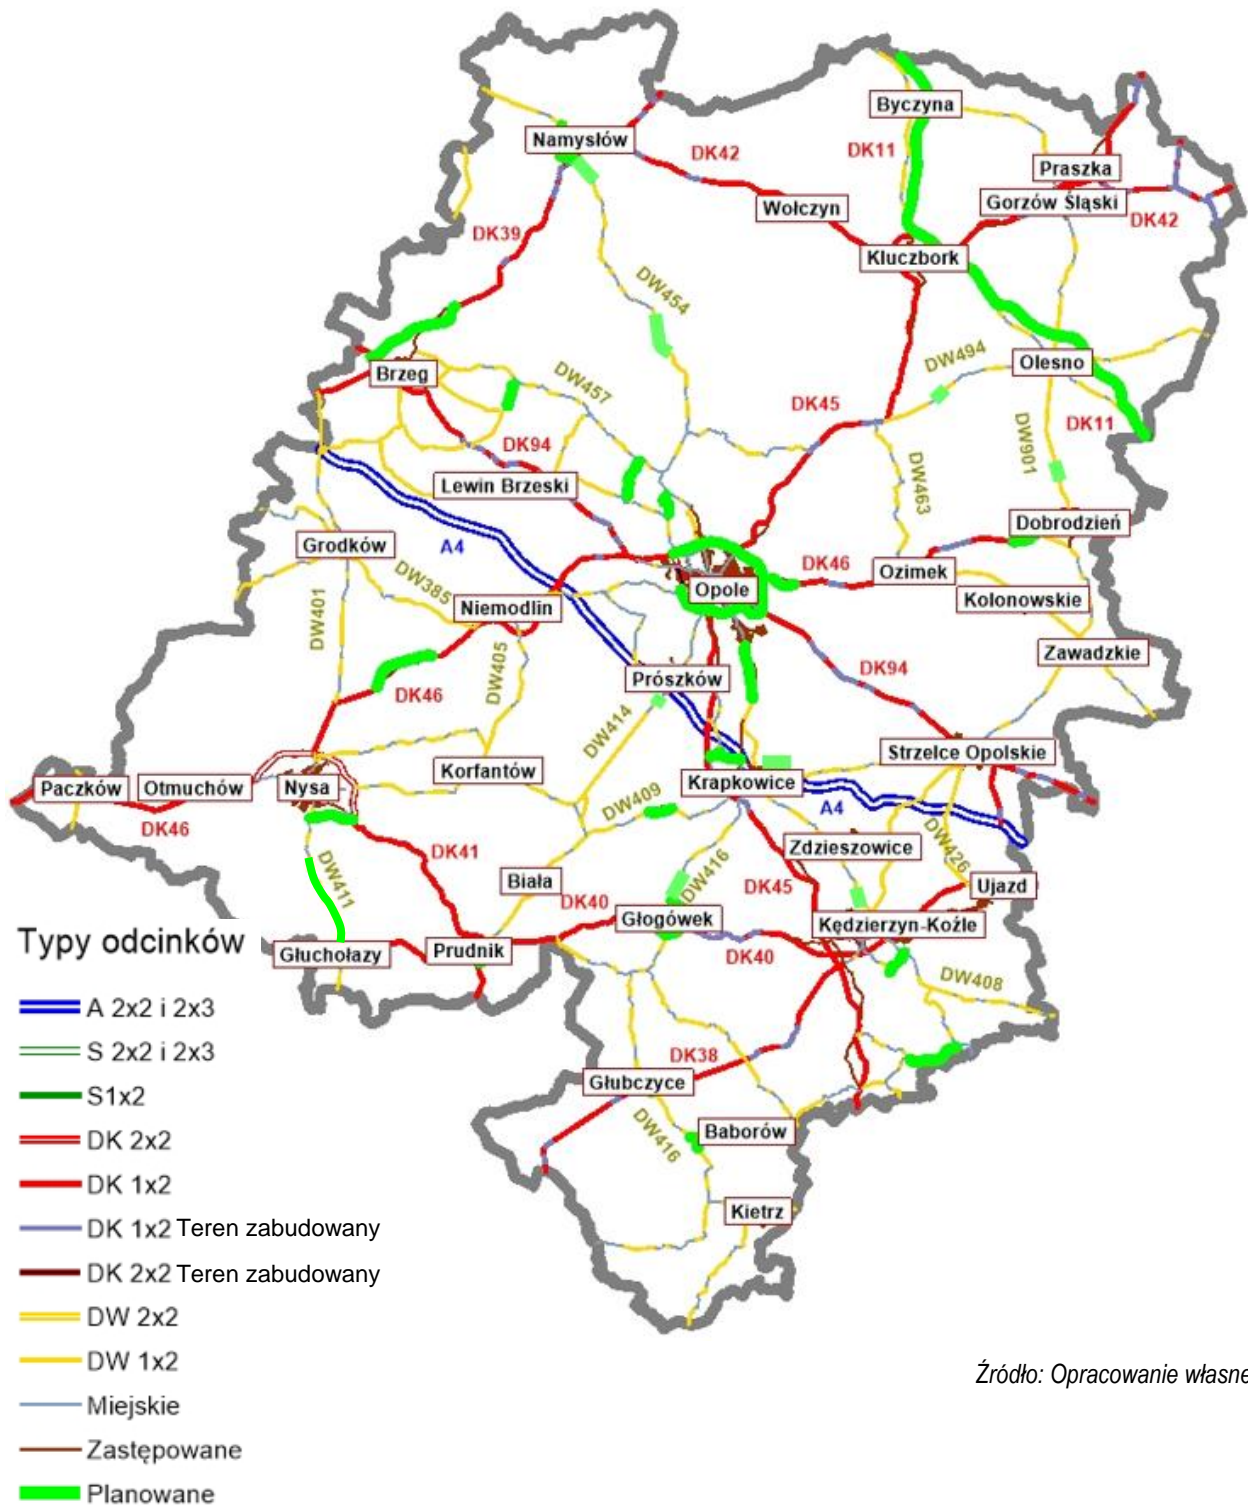 Byczyna
Namysłów
DK42
DK11
Praszka
Gorzów Śląski
Wołczyn
DK42
DK39
Kluczbork
DW454
DW494
Olesno
Brzeg
DW457
DK45
DK11
DK94
DW901
Lewin Brzeski
DW463
Dobrodzień
Grodków
A4
DK46
Ozimek
Opole
DW385
Kolonowskie
DW401
Niemodlin
Zawadzkie
DW405
Prószków
DK94
DK46
DW414
Strzelce Opolskie
Korfantów
Paczków
Otmuchów
Nysa
Krapkowice
DW409
A4
DK46
DK41
Zdzieszowice
DW426
DW411
Biała
DW416
DK45
Ujazd
DK40
Głogówek
Kędzierzyn-Koźle
Głuchołazy
Prudnik
DK40
DW408
DK38
Głubczyce
DW416
Baborów
Kietrz
Typy odcinków
A 2x2 i 2x3
S 2x2 i 2x3
S1x2
DK 2x2
DK 1x2
DK 1x2 Teren zabudowany
DK 2x2 Teren zabudowany
DW 2x2
DW 1x2
Miejskie
Zastępowane
Planowane
Źródło: Opracowanie własne